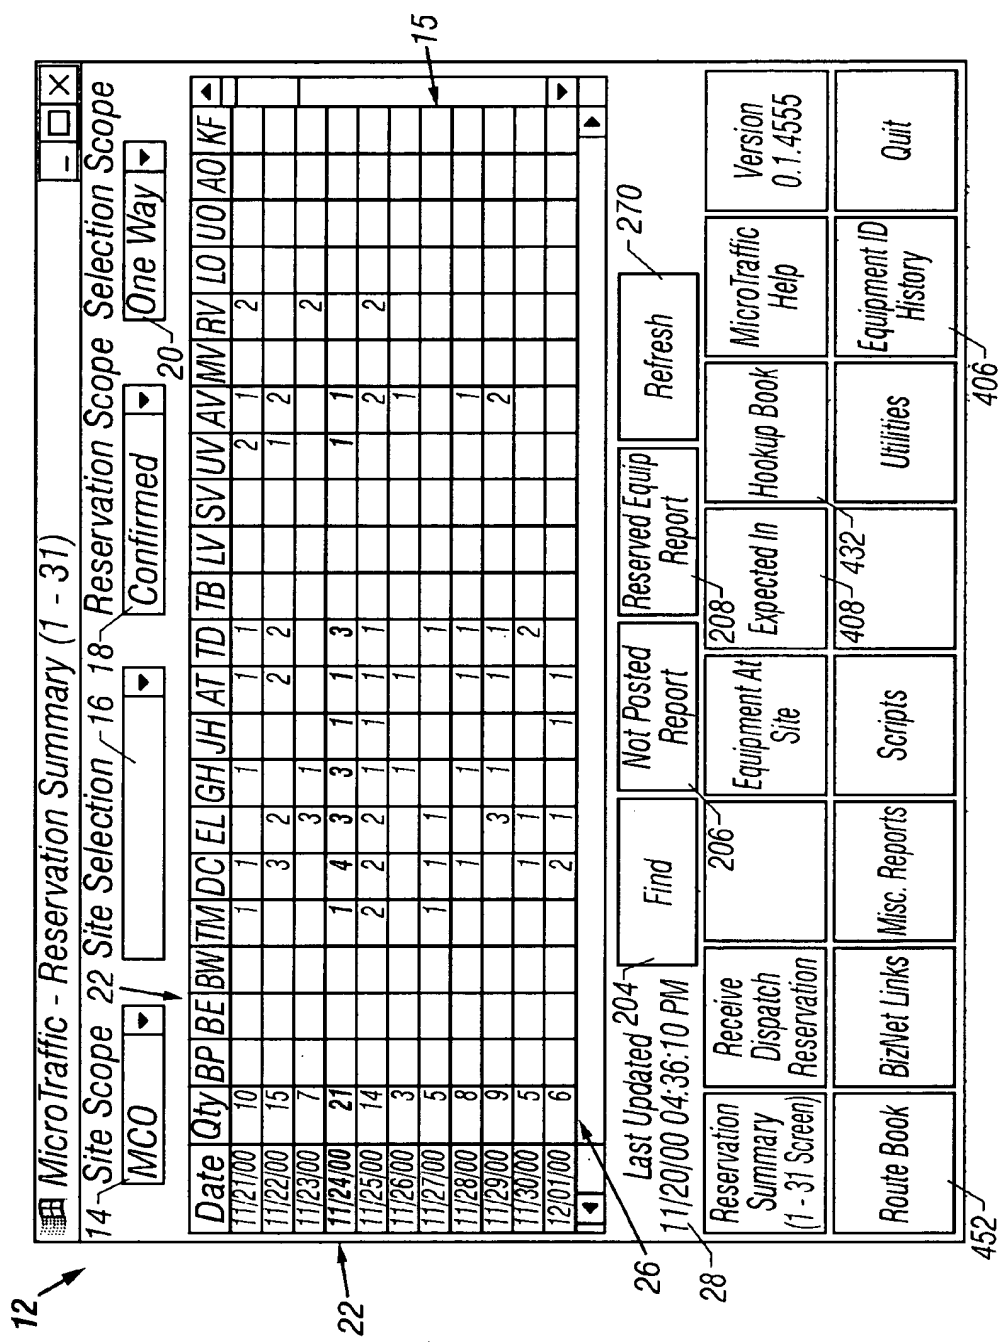 12
MicroTraffic - Reservation Summary (1 - 31)
14 Site Scope 22 Site Selection 16 18 Reservation Scope Selection Scope
MCO Confirmed 20 One Way
Date Qty BP BE BW TM DC EL GH JH AT TD TB LV SV UV AV MV RV LO UO AO KF
11/21/00 10 1 1 1 1 1 2 1 2
11/22/00 15 3 2 2 2 1 2
11/23/00 7 3 1 2
11/24/00 21 1 4 3 3 1 1 3 1 1
11/25/00 14 2 2 2 1 1 1 1 2 2
11/26/00 3 1 1 1
11/27/00 5 1 1 1 1
11/28/00 8 1 1 1 1 1
11/29/00 9 3 1 1 1 2
11/30/00 5 1 1 2
12/01/00 6 2 1 1 1
22
15
26
Last Updated 204
11/20/00 04:36:10 PM
28
Find
Not Posted
Report
Reserved Equip
Report
Refresh
270
206
208
Reservation
Summary
(1 - 31 Screen)
Receive
Dispatch
Reservation
Equipment At
Site
Expected In
Hookup Book
MicroTraffic
Help
Version
0.1.4555
408
432
Route Book
BizNet Links
Misc. Reports
Scripts
Utilities
Equipment ID
History
Quit
452
406